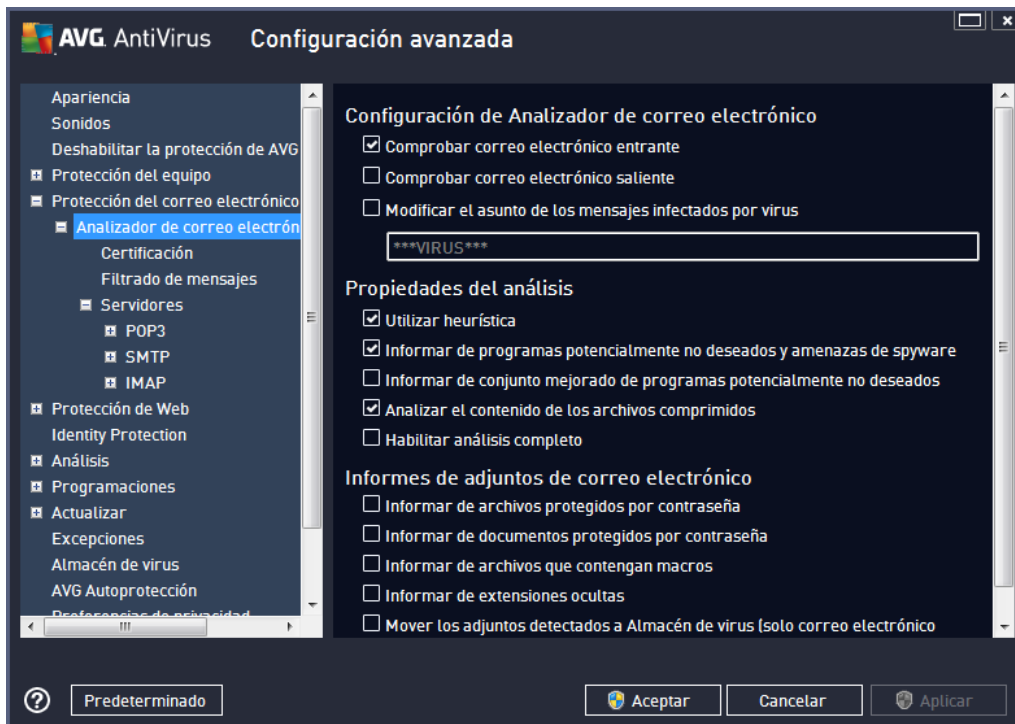 AVG AntiVirus Configuración avanzada
Apariencia
Sonidos
Deshabilitar la protección de AVG
Protección del equipo
Protección del correo electrónico
Analizador de correo electrón
Certificación
Filtrado de mensajes
Servidores
POP3
SMTP
IMAP
Protección de Web
Identity Protection
Análisis
Programaciones
Actualizar
Excepciones
Almacén de virus
AVG Autoprotección
Preferencias de privacidad
Configuración de Analizador de correo electrónico
Comprobar correo electrónico entrante
Comprobar correo electrónico saliente
Modificar el asunto de los mensajes infectados por virus
***VIRUS***
Propiedades del análisis
Utilizar heurística
Informar de programas potencialmente no deseados y amenazas de spyware
Informar de conjunto mejorado de programas potencialmente no deseados
Analizar el contenido de los archivos comprimidos
Habilitar análisis completo
Informes de adjuntos de correo electrónico
Informar de archivos protegidos por contraseña
Informar de documentos protegidos por contraseña
Informar de archivos que contengan macros
Informar de extensiones ocultas
Mover los adjuntos detectados a Almacén de virus (solo correo electrónico
Predeterminado
Aceptar
Cancelar
Aplicar